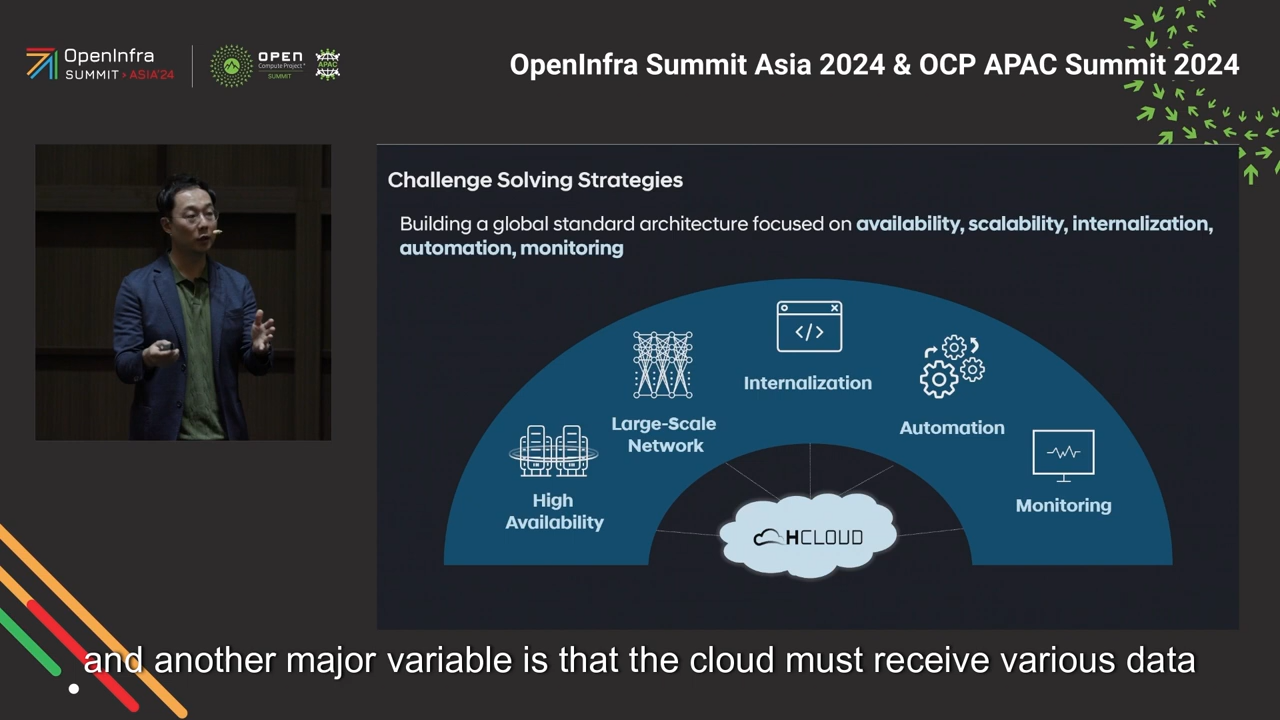 OpenInfra
SUMMIT > ASIA'24
OPEN
Compute Project®
SUMMIT
APAC
OpenInfra Summit Asia 2024 & OCP APAC Summit 2024
Challenge Solving Strategies
Building a global standard architecture focused on availability, scalability, internalization,
automation, monitoring
</>
Internalization
Large-Scale
Network
Automation
High
Availability
Monitoring
HCLOUD
and another major variable is that the cloud must receive various data